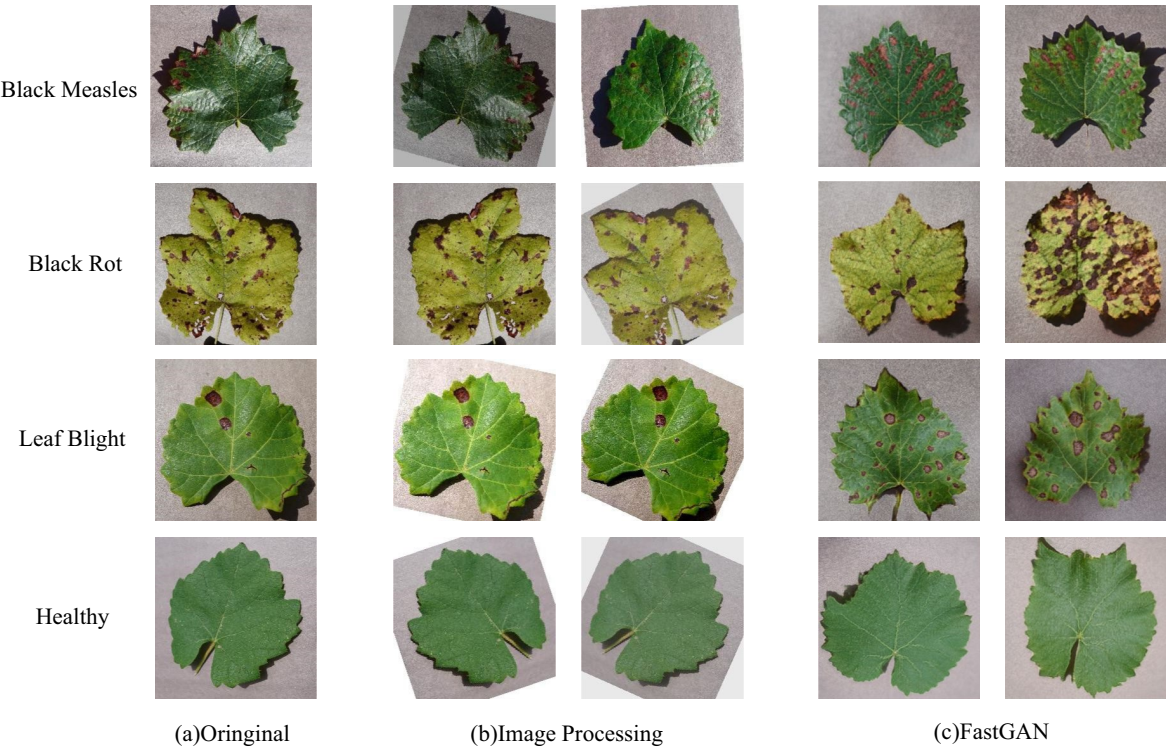 Black Measles
Black Rot
Leaf Blight
Healthy
(a)Oringinal
(b)Image Processing
(c)FastGAN